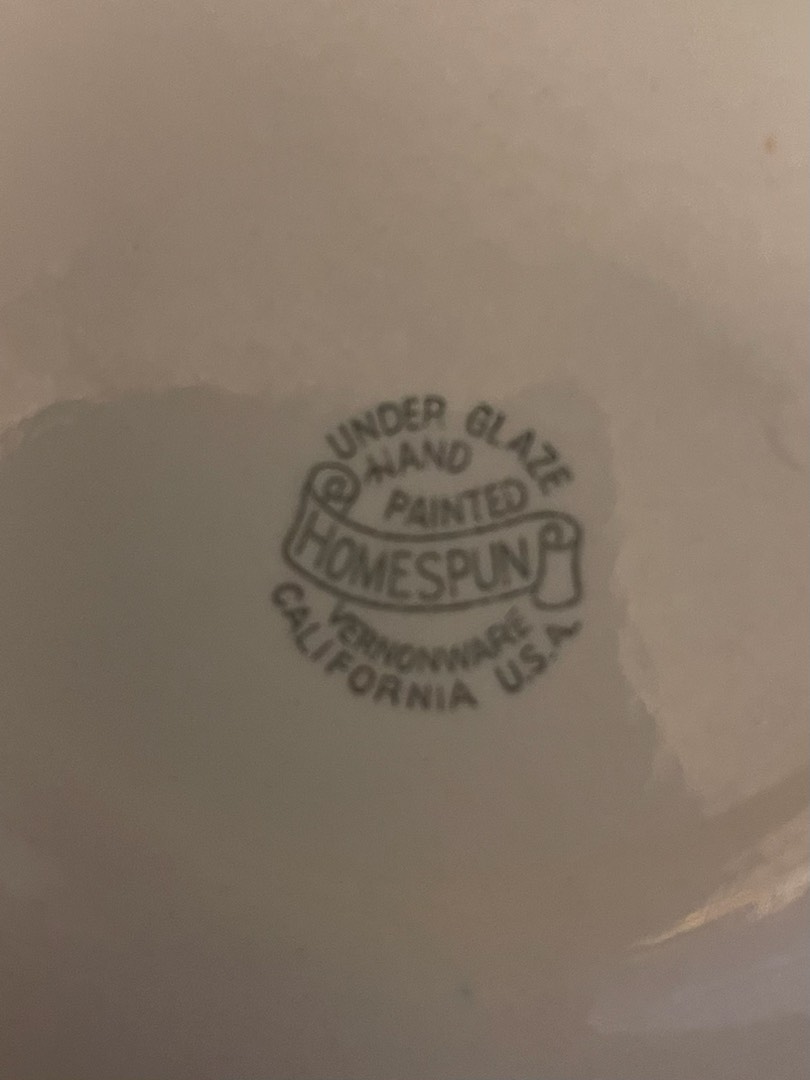 UNDER GLAZE
HAND
PAINTED
HOMESPUN
VERNONWARE
CALIFORNIA U.S.A.